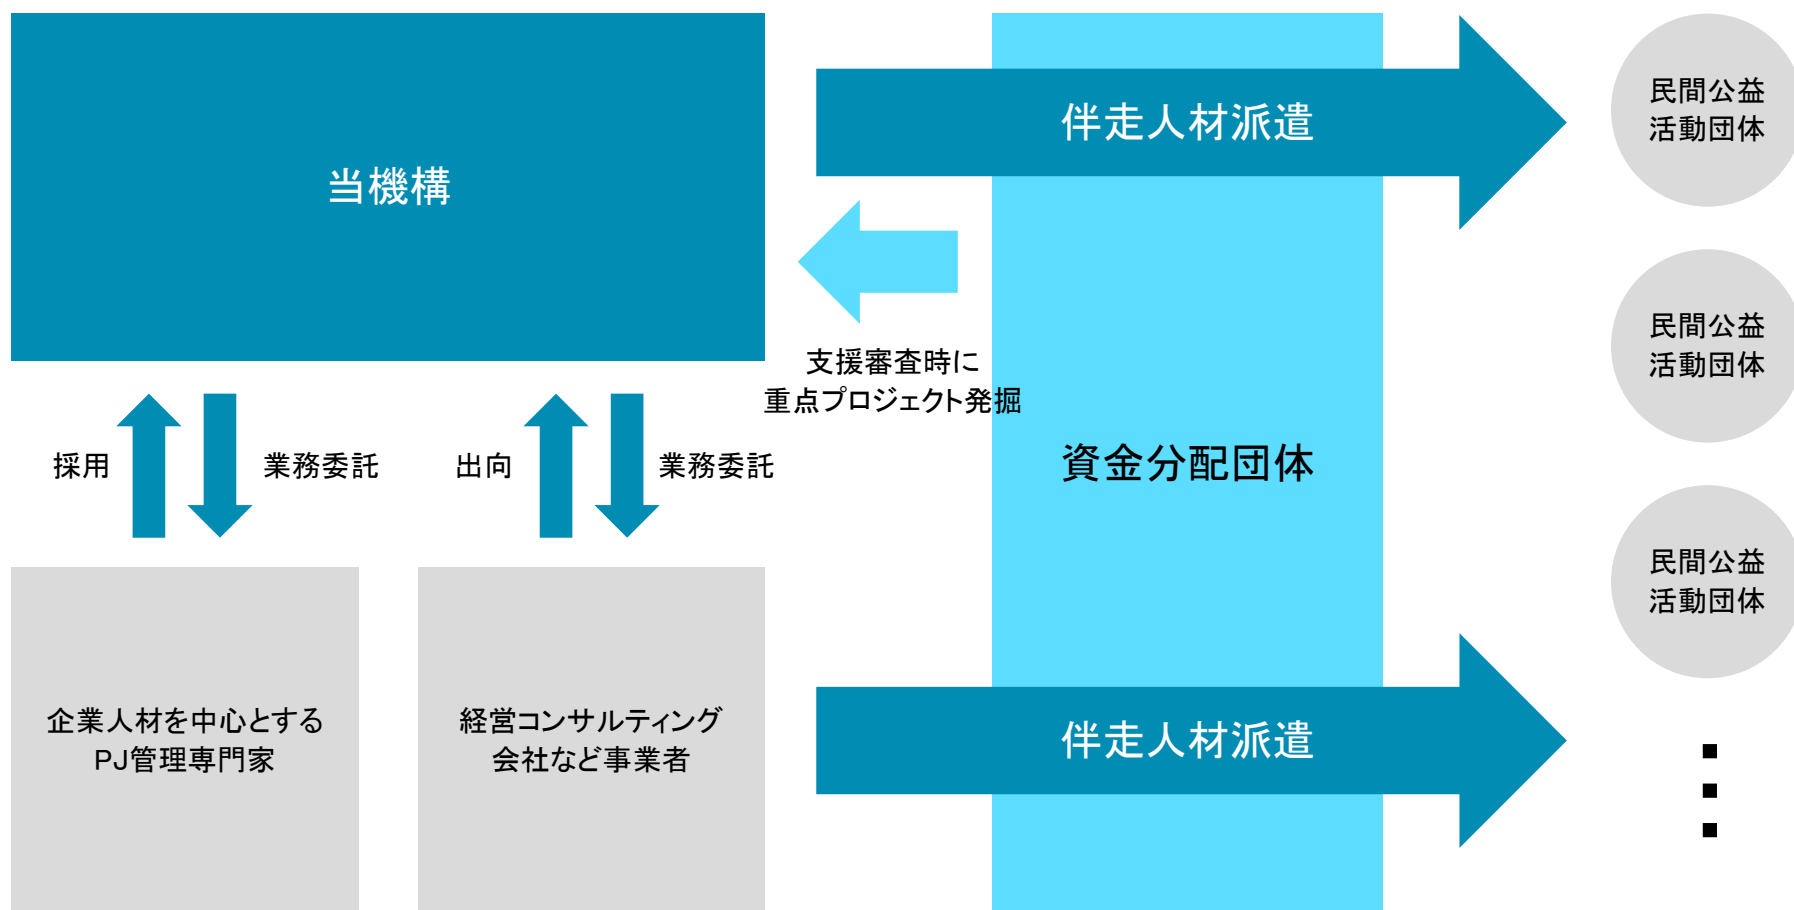 当機構
伴走人材派遣
民間公益
活動団体
民間公益
活動団体
支援審査時に
重点プロジェクト発掘
採用
業務委託
出向
業務委託
資金分配団体
民間公益
活動団体
企業人材を中心とする
PJ管理専門家
経営コンサルティング
会社など事業者
伴走人材派遣